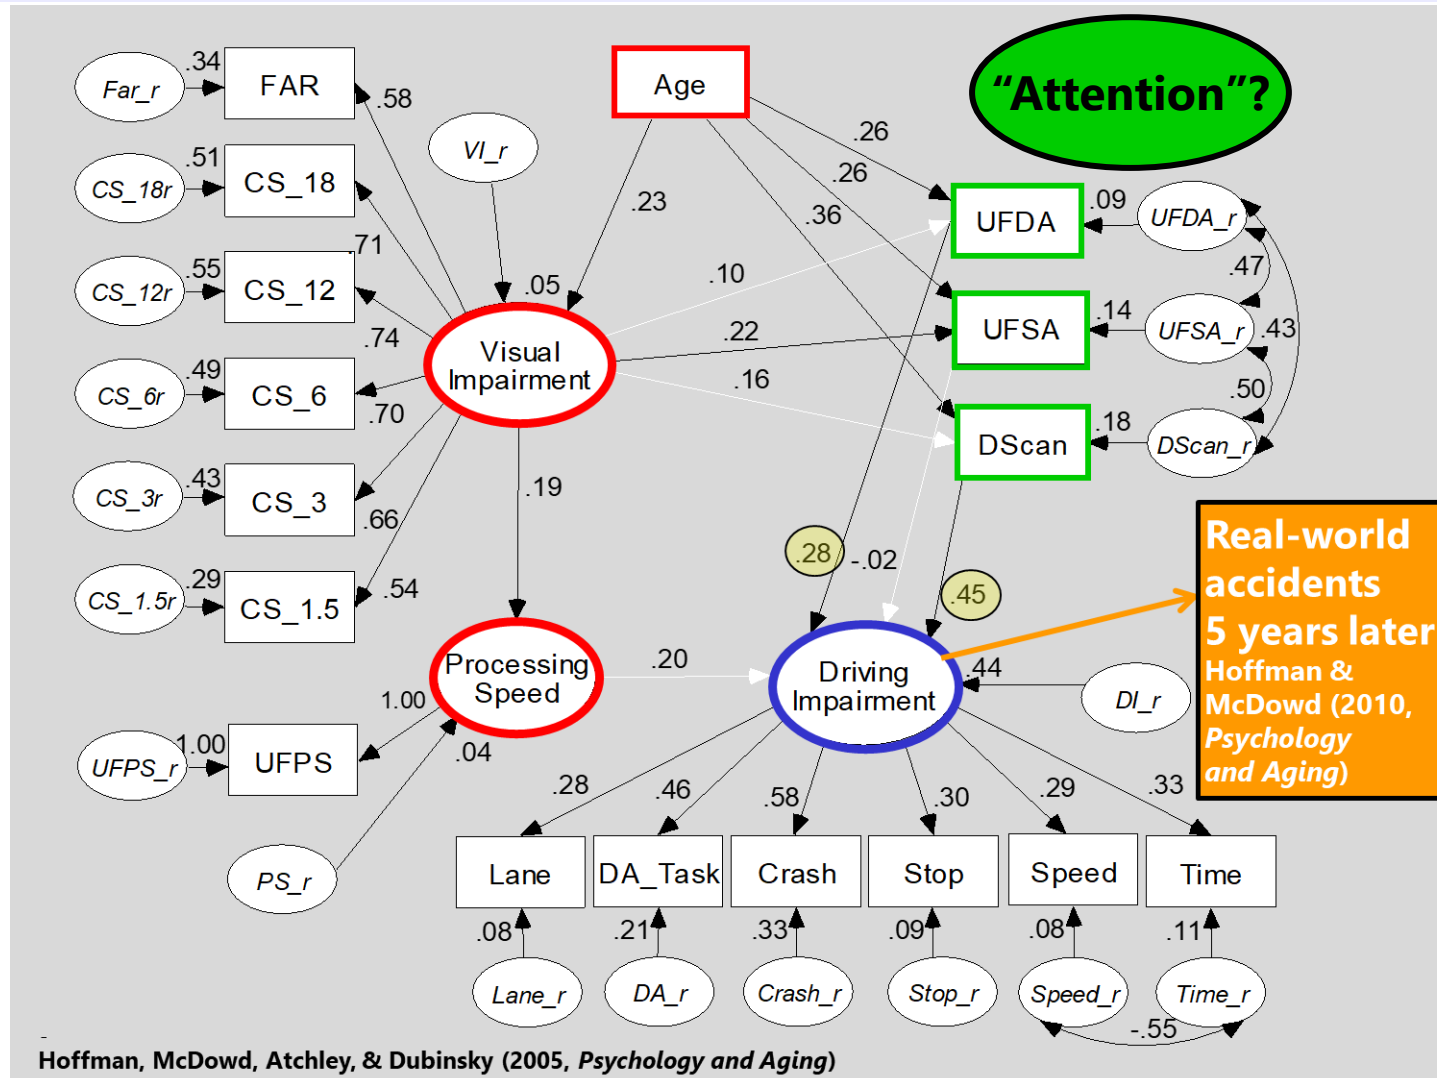 .34
Far_r
FAR
.58
Age
“Attention”?
VI_r
.26
.51
CS_18r
CS_18
.26
.23
.36
.09
UFDA
UFDA_r
.71
.55
CS_12r
CS_12
.05
.10
.47
.74
.22
UFSA
.14
UFSA_r
.43
Visual
Impairment
.49
CS_6r
CS_6
.70
.16
.50
.18
DScan
DScan_r
.43
CS_3r
CS_3
.66
.19
.28
-.02
.45
Real-world
accidents
5 years later
Hoffman &
McDowd (2010,
Psychology
and Aging)
.29
CS_1.5r
CS_1.5
.54
Processing
Speed
.20
Driving
Impairment
.44
DI_r
1.00
1.00
UFPS_r
UFPS
.04
.28
.46
.58
.30
.29
.33
PS_r
Lane
DA_Task
Crash
Stop
Speed
Time
.08
.21
.33
.09
.08
.11
Lane_r
DA_r
Crash_r
Stop_r
Speed_r
Time_r
-.55
Hoffman, McDowd, Atchley, & Dubinsky (2005, Psychology and Aging)